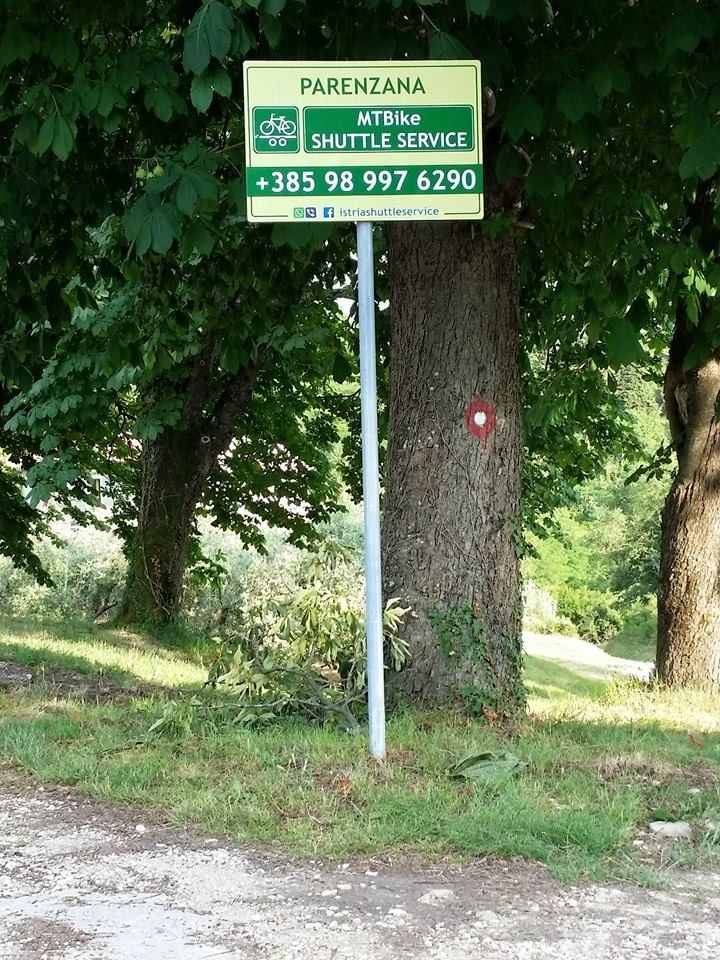 PARENZANA
MTBike
SHUTTLE SERVICE
+385 98 997 6290
istriashuttleservice